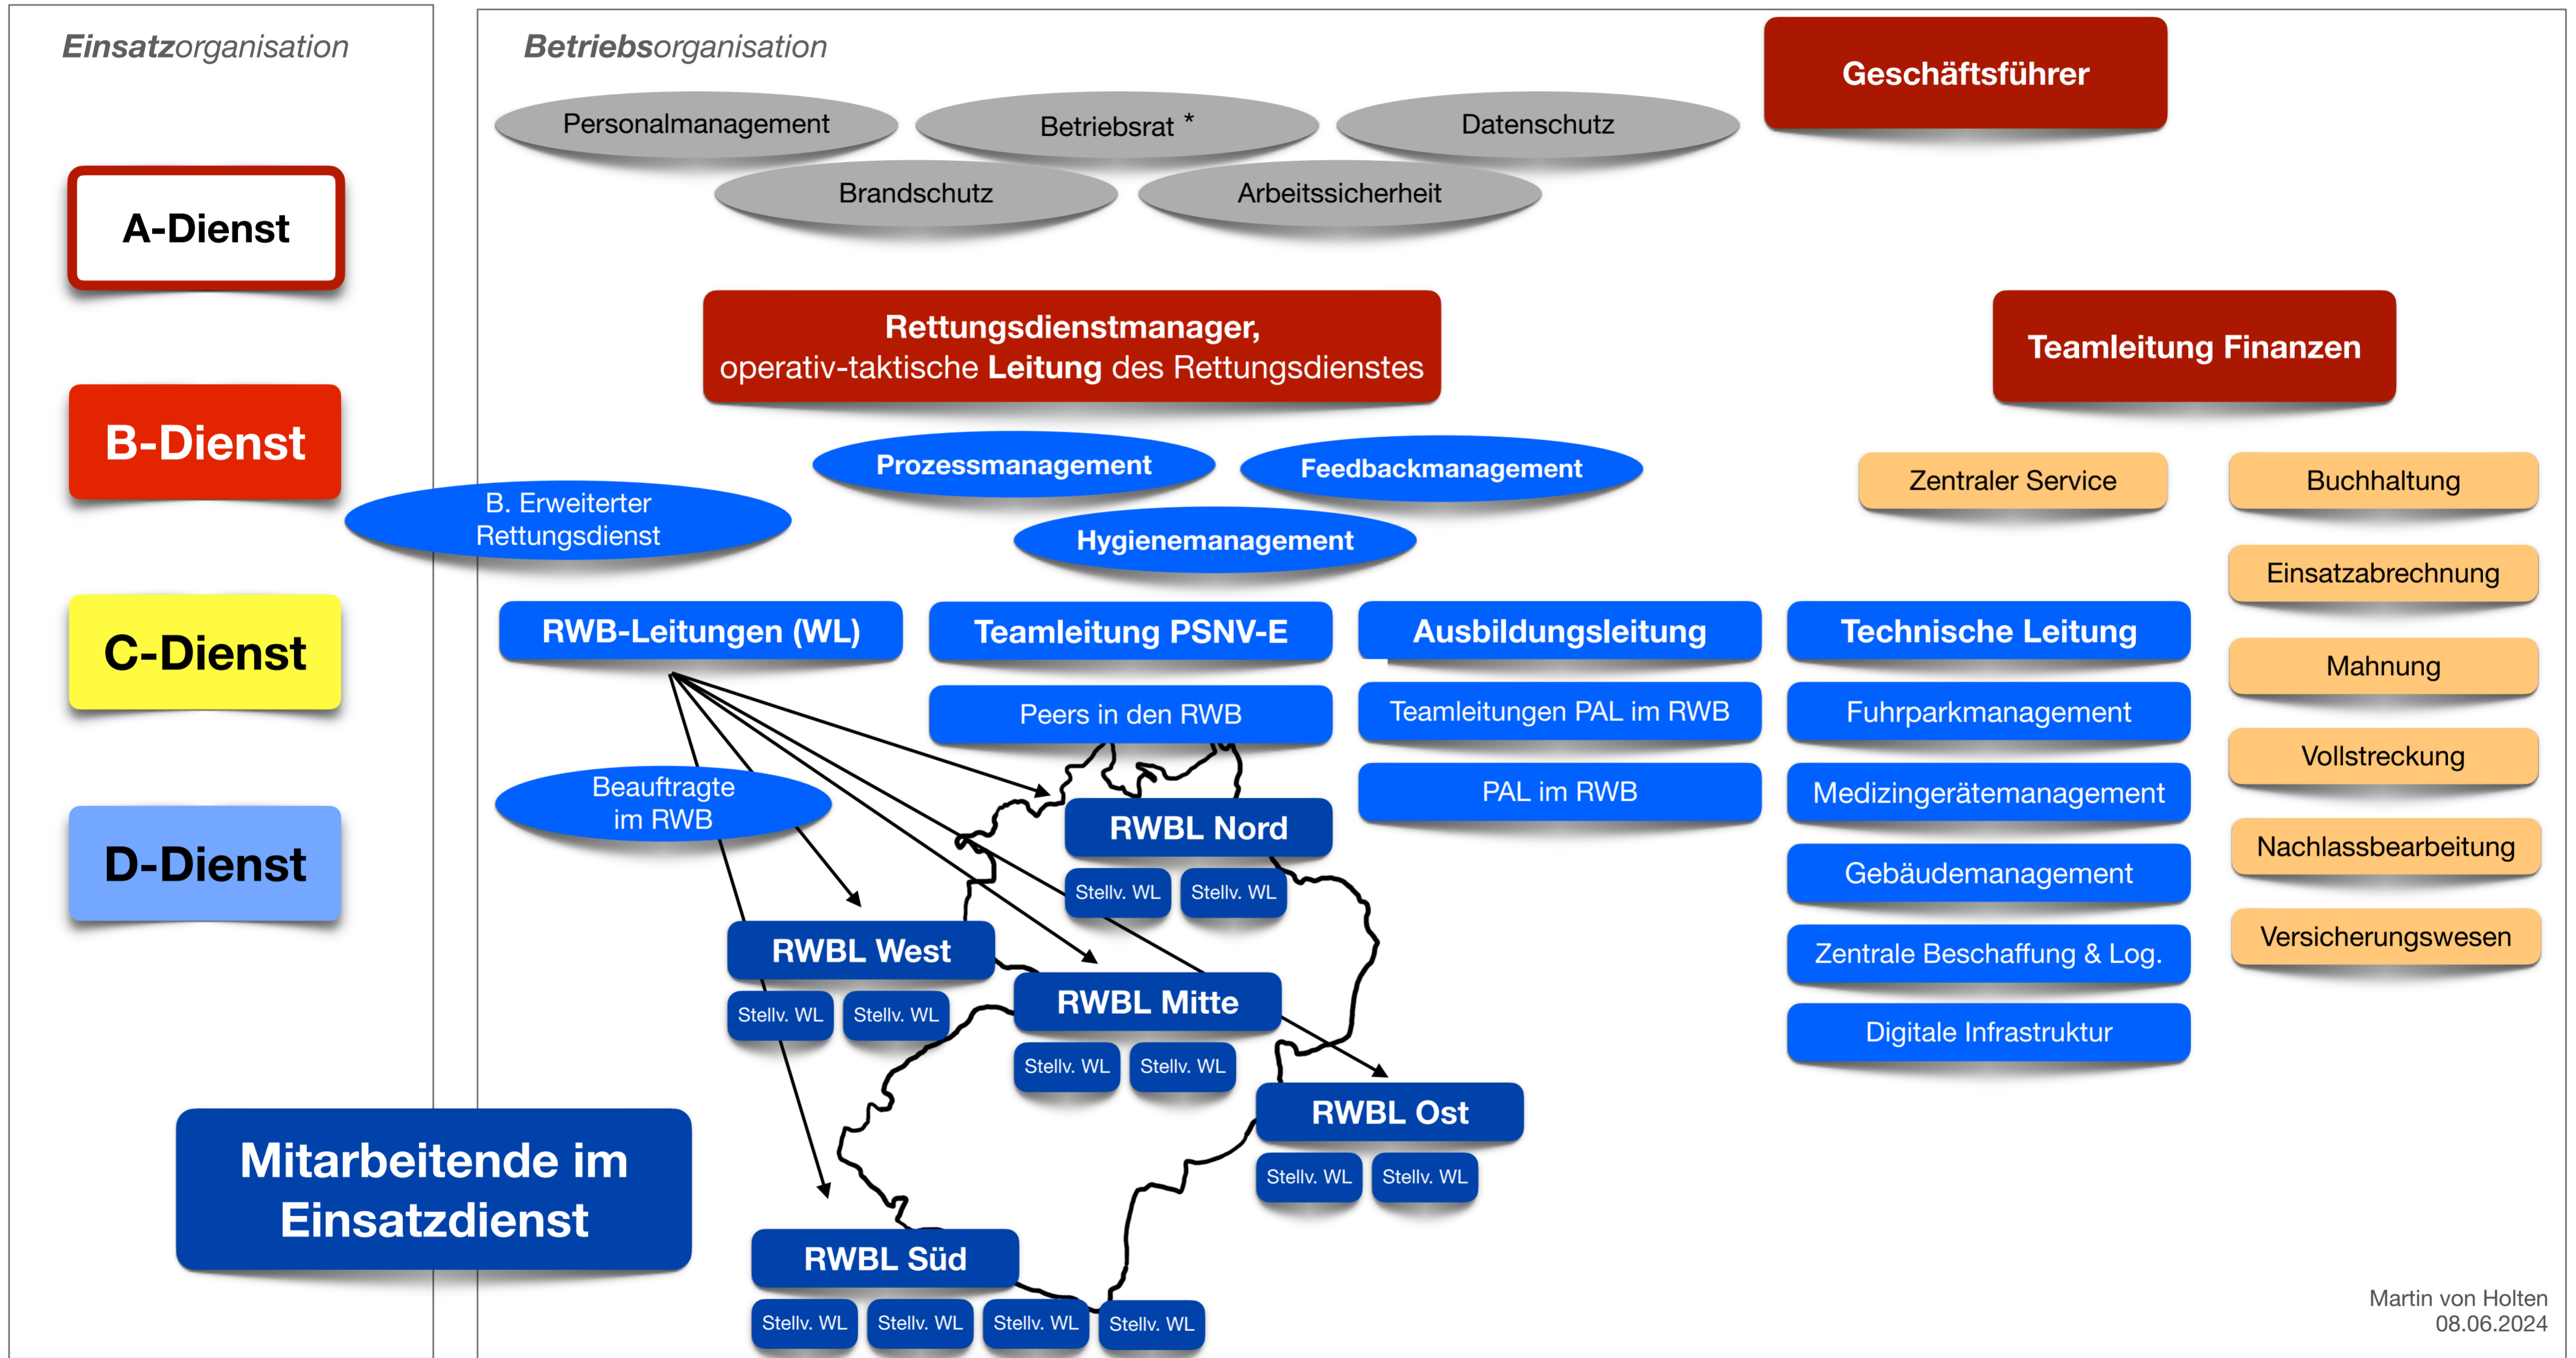 Einsatzorganisation
A-Dienst
B-Dienst
C-Dienst
D-Dienst
Mitarbeitende im
Einsatzdienst
Betriebsorganisation
Geschäftsführer
Personalmanagement
Betriebsrat *
Datenschutz
Brandschutz
Arbeitssicherheit
Rettungsdienstmanager,
operativ-taktische Leitung des Rettungsdienstes
Teamleitung Finanzen
Prozessmanagement
Feedbackmanagement
B. Erweiterter
Rettungsdienst
Hygienemanagement
RWB-Leitungen (WL)
Beauftragte
im RWB
Teamleitung PSNV-E
Peers in den RWB
Ausbildungsleitung
Teamleitungen PAL im RWB
PAL im RWB
Technische Leitung
Fuhrparkmanagement
Medizingerätemanagement
Gebäudemanagement
Zentrale Beschaffung & Log.
Digitale Infrastruktur
Zentraler Service
Buchhaltung
Einsatzabrechnung
Mahnung
Vollstreckung
Nachlassbearbeitung
Versicherungswesen
RWBL Nord
Stellv. WL
Stellv. WL
RWBL West
Stellv. WL
Stellv. WL
RWBL Mitte
Stellv. WL
Stellv. WL
RWBL Ost
Stellv. WL
Stellv. WL
RWBL Süd
Stellv. WL
Stellv. WL
Stellv. WL
Stellv. WL
Martin von Holten
08.06.2024